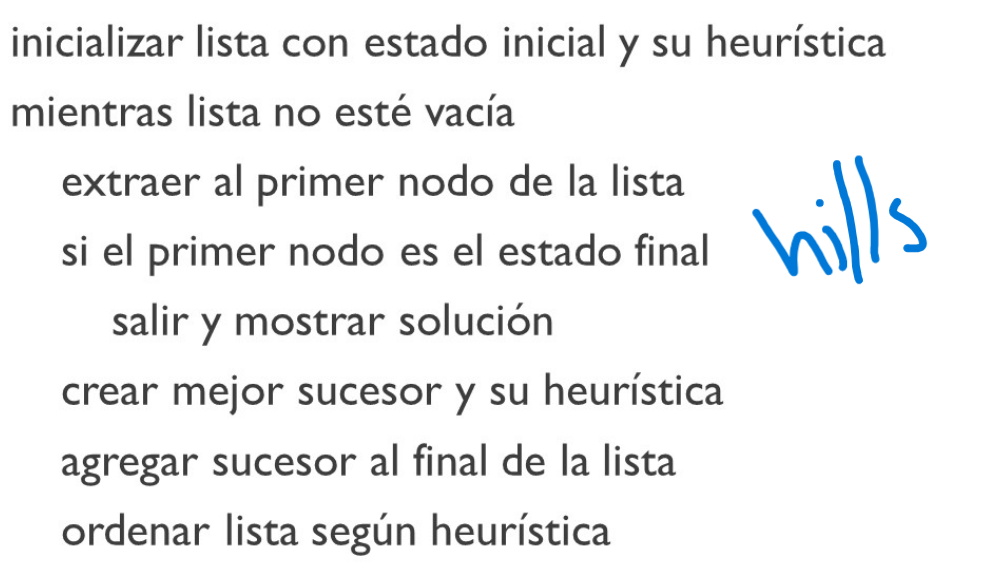 inicializar lista con estado inicial y su heurística
mientras lista no esté vacía
extraer al primer nodo de la lista
si el primer nodo es el estado final
hills
salir y mostrar solución
crear mejor sucesor y su heurística
agregar sucesor al final de la lista
ordenar lista según heurística